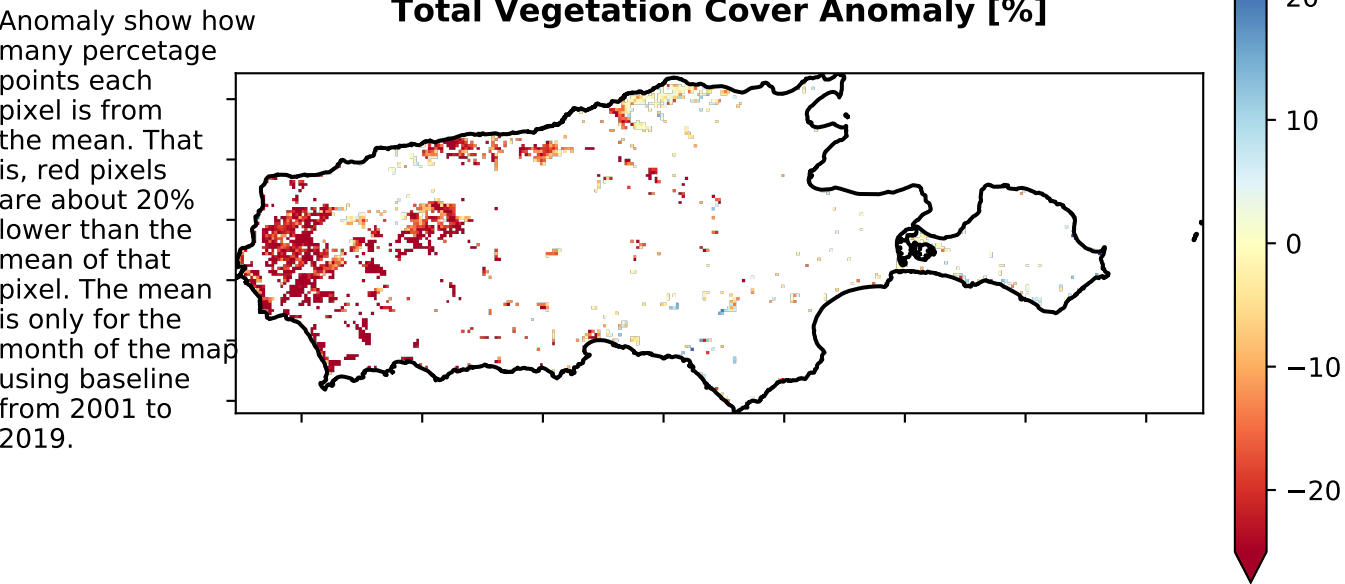 Total Vegetation Cover Anomaly [%]
Anomaly show how
many percetage
points each
pixel is from
the mean. That
is, red pixels
are about 20%
lower than the
mean of that
pixel. The mean
is only for the
month of the map
using baseline
from 2001 to
2019.
20
10
0
−10
−20